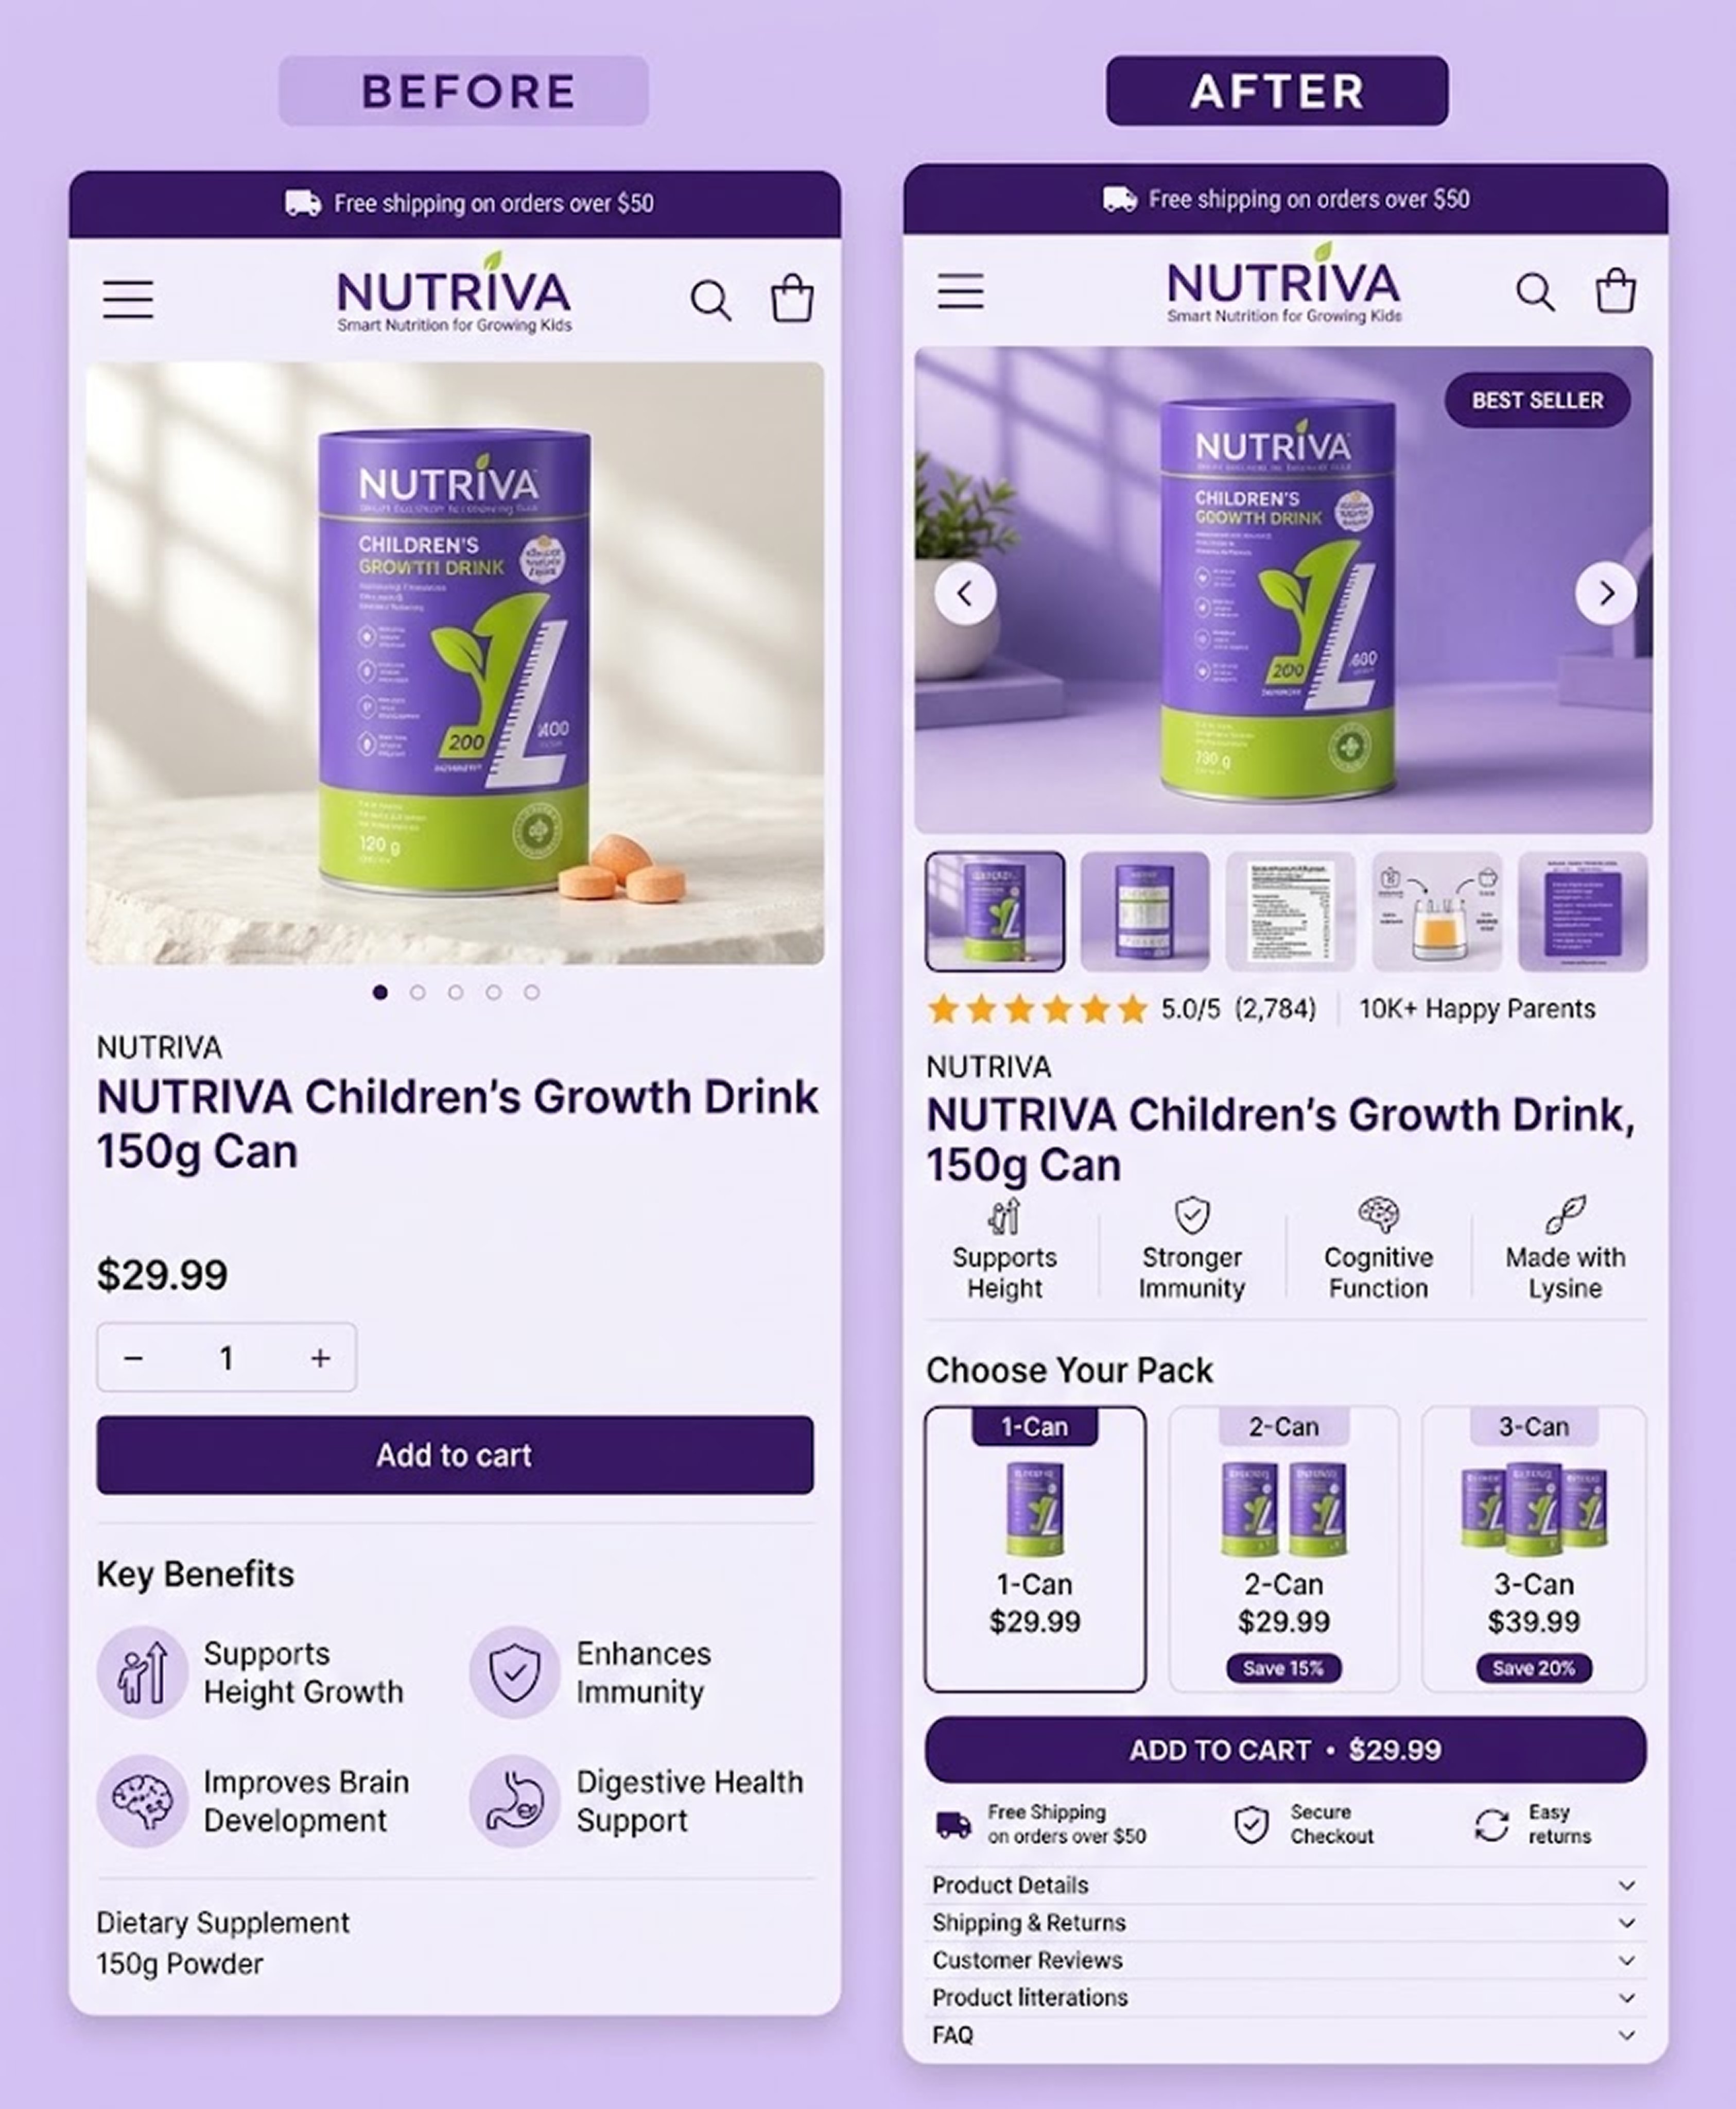 BEFORE
Free shipping on orders over $50
NUTRIVA
Smart Nutrition for Growing Kids
NUTRIVA
CHILDREN'S
GROWTH DRINK
200
400
120 g
NUTRIVA
NUTRIVA Children's Growth Drink
150g Can
$29.99
− 1 +
Add to cart
Key Benefits
Supports
Height Growth
Enhances
Immunity
Improves Brain
Development
Digestive Health
Support
Dietary Supplement
150g Powder
AFTER
Free shipping on orders over $50
NUTRIVA
Smart Nutrition for Growing Kids
BEST SELLER
NUTRIVA
CHILDREN'S
GOOWTH DRINK
200
600
730 g
5.0/5 (2,784)
10K+ Happy Parents
NUTRIVA
NUTRIVA Children's Growth Drink,
150g Can
Supports
Height
Stronger
Immunity
Cognitive
Function
Made with
Lysine
Choose Your Pack
1-Can
1-Can
$29.99
2-Can
2-Can
$29.99
Save 15%
3-Can
3-Can
$39.99
Save 20%
ADD TO CART • $29.99
Free Shipping
on orders over $50
Secure
Checkout
Easy
returns
Product Details
Shipping & Returns
Customer Reviews
Product litterations
FAQ